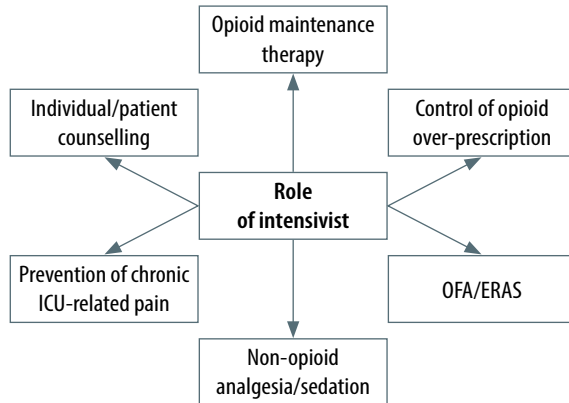 Opioid maintenance
therapy
Individual/patient
counselling
Control of opioid
over-prescription
Role
of intensivist
Prevention of chronic
ICU-related pain
OFA/ERAS
Non-opioid
analgesia/sedation